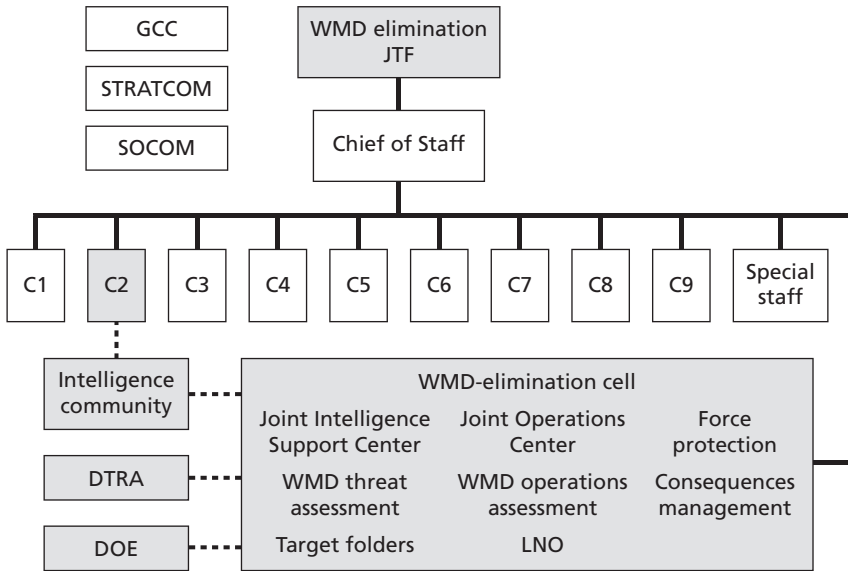 GCC
STRATCOM
SOCOM
WMD elimination
JTF
Chief of Staff
C1
C2
C3
C4
C5
C6
C7
C8
C9
Special
staff
Intelligence
community
DTRA
DOE
WMD-elimination cell
Joint Intelligence
Support Center
Joint Operations
Center
Force
protection
WMD threat
assessment
WMD operations
assessment
Consequences
management
Target folders
LNO